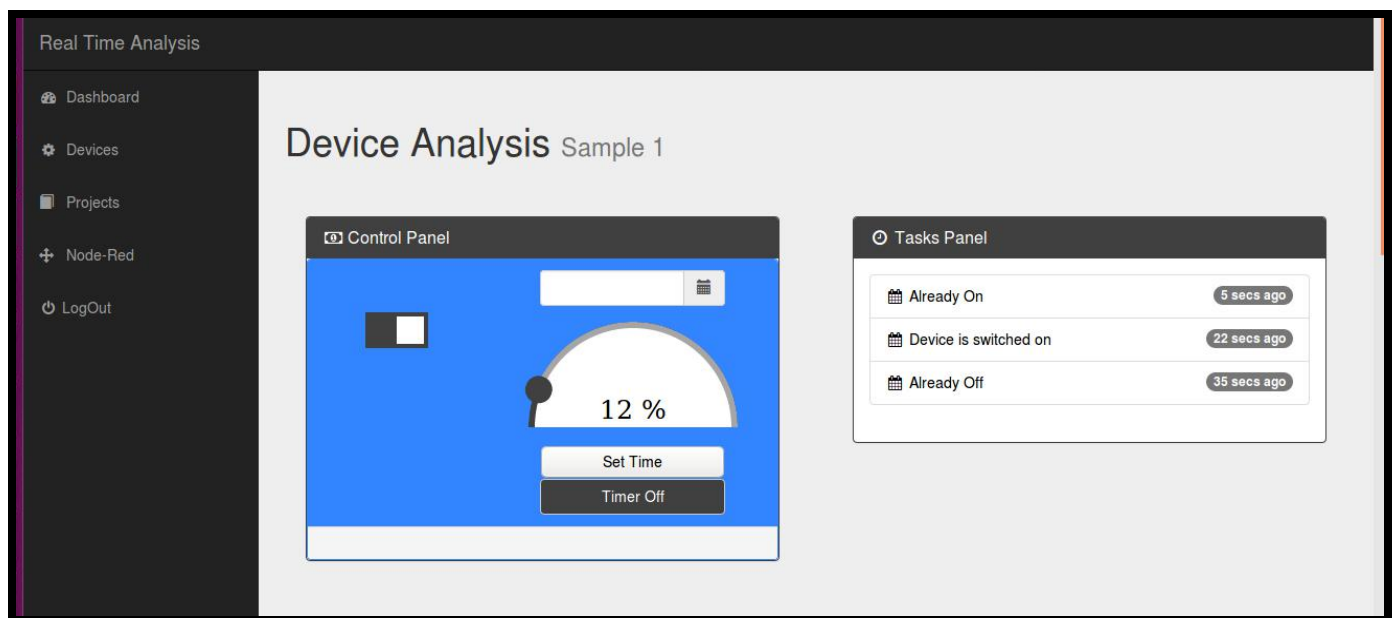 Real Time Analysis
Dashboard
Devices
Projects
Node-Red
LogOut
Device Analysis Sample 1
Control Panel
12 %
Set Time
Timer Off
Tasks Panel
Already On 5 secs ago
Device is switched on 22 secs ago
Already Off 35 secs ago